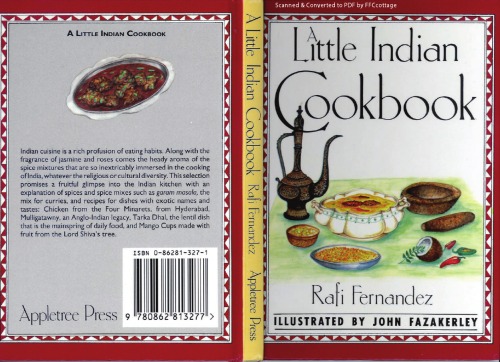 A LITTLE INDIAN COOKBOOK
Indian cuisine is a rich profusion of eating habits. Along with the
fragrance of jasmine and roses comes the heady aroma of the
spice mixtures that are so inextricably immersed in the cooking
of India, whatever the religious or cultural diversity. This selection
promises a fruitful glimpse into the Indian kitchen with an
explanation of spices and spice mixes such as garam masala, the
mix for curries, and recipes for dishes with exotic names and
tastes: Chicken from the Four Minarets, from Hyderabad,
Mulligatawney, an Anglo-Indian legacy, Tarka Dhal, the lentil dish
that is the mainspring of daily food, and Mango Cups made with
fruit from the Lord Shiva's tree.
ISBN 0-86281-327-1
9 780862 813277 >
Appletree Press
A Little Indian Cookbook Rafi Fernandez Appletree Press
Scanned & Converted to PDF by FFCcottage
A Little Indian
Cookbook
Rafi Fernandez
ILLUSTRATED BY JOHN FAZAKERLEY